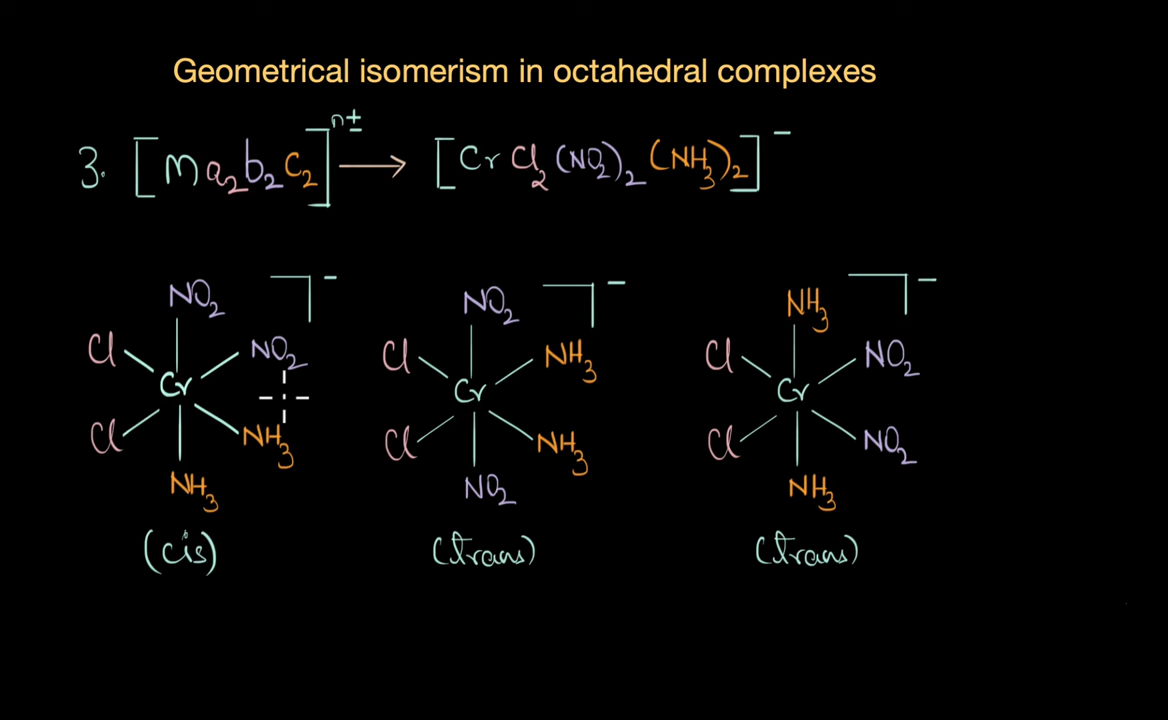 Geometrical isomerism in octahedral complexes
3. [Ma₂b₂c₂]ⁿ± → [CrCl₂(NO₂)₂(NH₃)₂]⁻
NO₂ ⁻ NO₂ ⁻ NH₃ ⁻
Cl NO₂ Cl NH₃ Cl NO₂
Cr Cr Cr
Cl NH₃ Cl NH₃ Cl NO₂
NH₃ NO₂ NH₃
(cis) (trans) (trans)